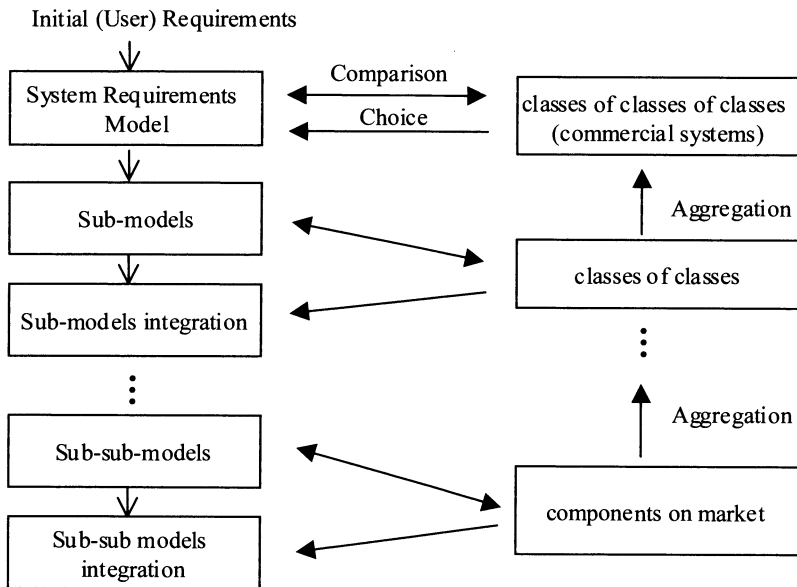 Initial (User) Requirements
System Requirements
Model
Comparison
Choice
classes of classes of classes
(commercial systems)
Sub-models
Aggregation
classes of classes
Sub-models integration
Aggregation
Sub-sub-models
components on market
Sub-sub models
integration